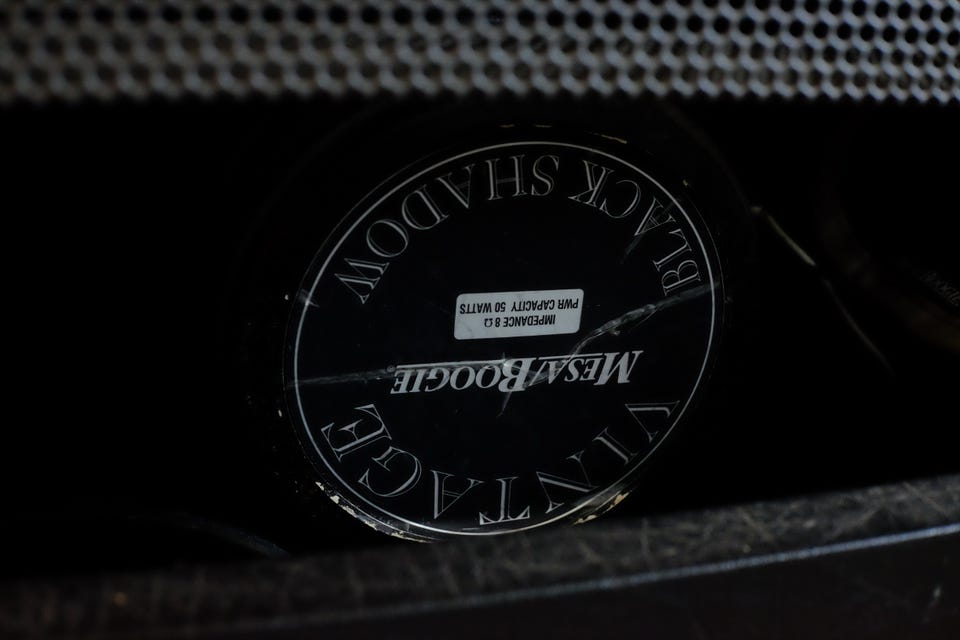 VINTAGE
MESA/BOOGIE®
IMPEDANCE 8 Ω
PWR CAPACITY 50 WATTS
BLACK SHADOW